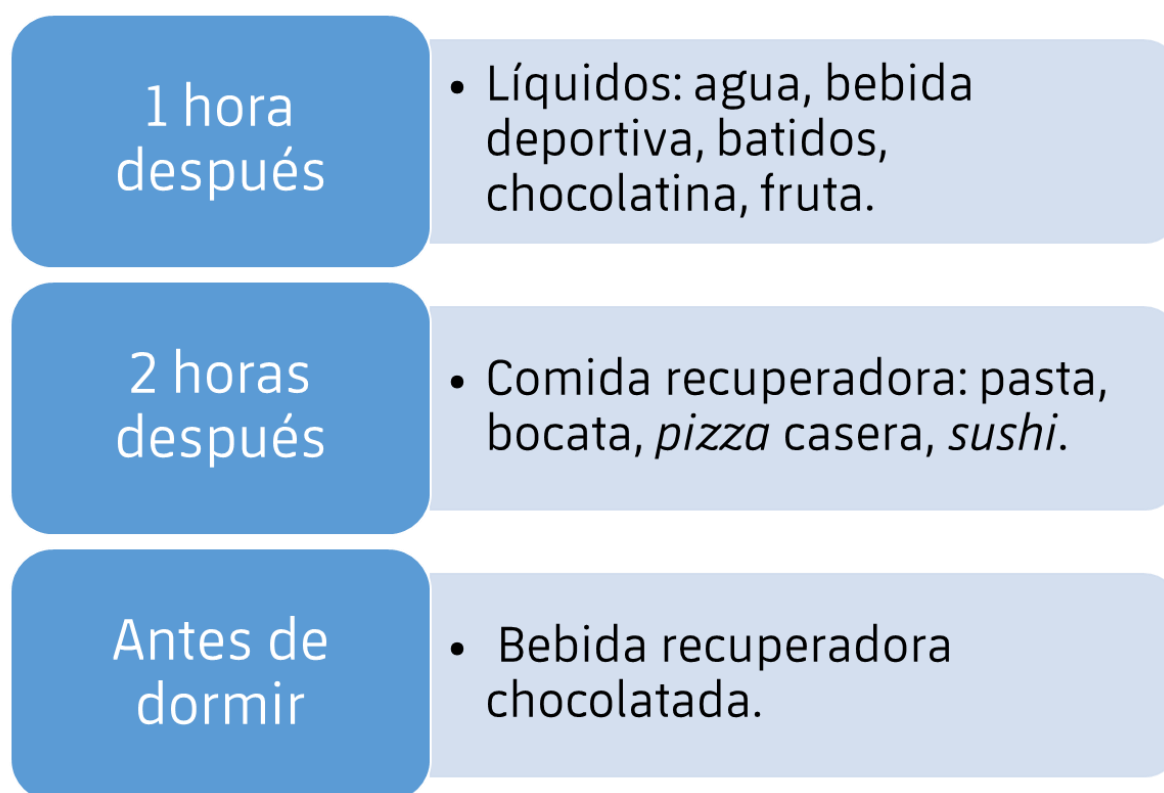 1 hora
después
• Líquidos: agua, bebida
deportiva, batidos,
chocolatina, fruta.
2 horas
después
• Comida recuperadora: pasta,
bocata, pizza casera, sushi.
Antes de
dormir
• Bebida recuperadora
chocolatada.